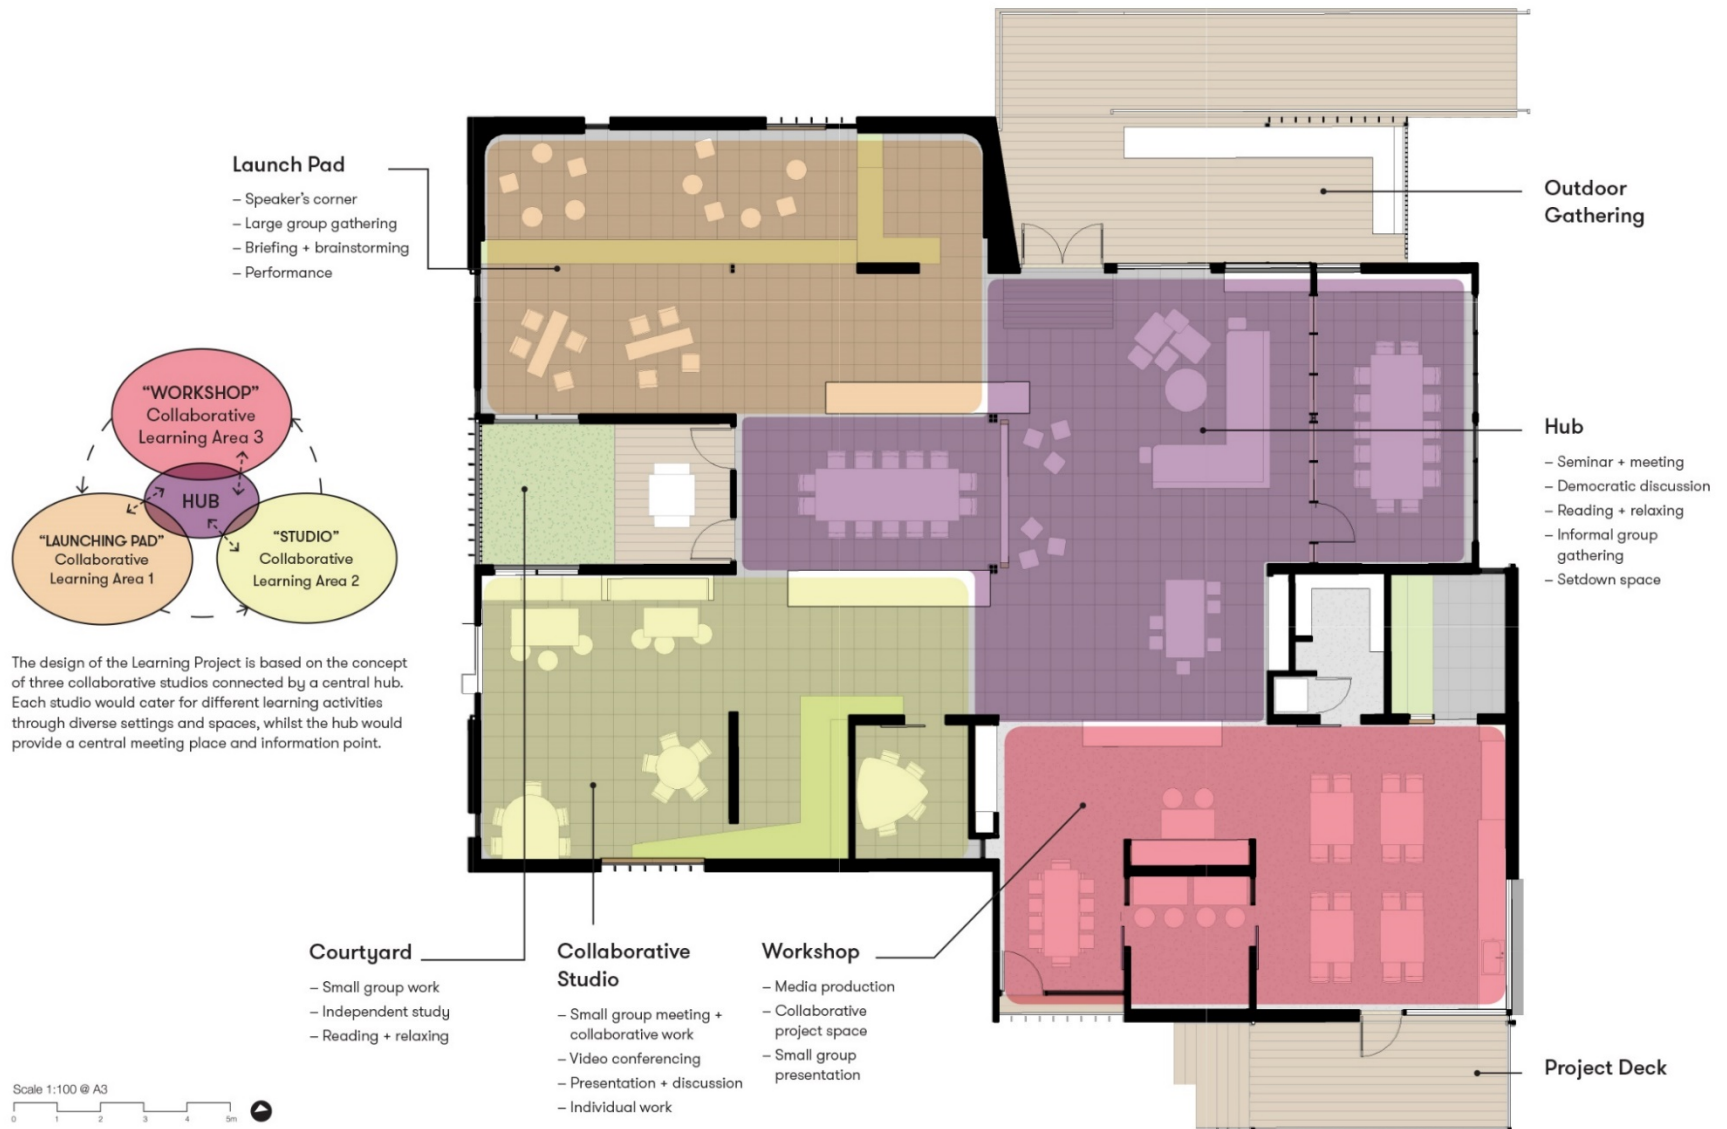 Launch Pad
– Speaker's corner
– Large group gathering
– Briefing + brainstorming
– Performance
Outdoor
Gathering
"WORKSHOP"
Collaborative
Learning Area 3
HUB
"LAUNCHING PAD"
Collaborative
Learning Area 1
"STUDIO"
Collaborative
Learning Area 2
The design of the Learning Project is based on the concept
of three collaborative studios connected by a central hub.
Each studio would cater for different learning activities
through diverse settings and spaces, whilst the hub would
provide a central meeting place and information point.
Hub
– Seminar + meeting
– Democratic discussion
– Reading + relaxing
– Informal group
gathering
– Setdown space
Courtyard
– Small group work
– Independent study
– Reading + relaxing
Collaborative
Studio
– Small group meeting +
collaborative work
– Video conferencing
– Presentation + discussion
– Individual work
Workshop
– Media production
– Collaborative
project space
– Small group
presentation
Project Deck
Scale 1:100 @ A3
0 1 2 3 4 5m